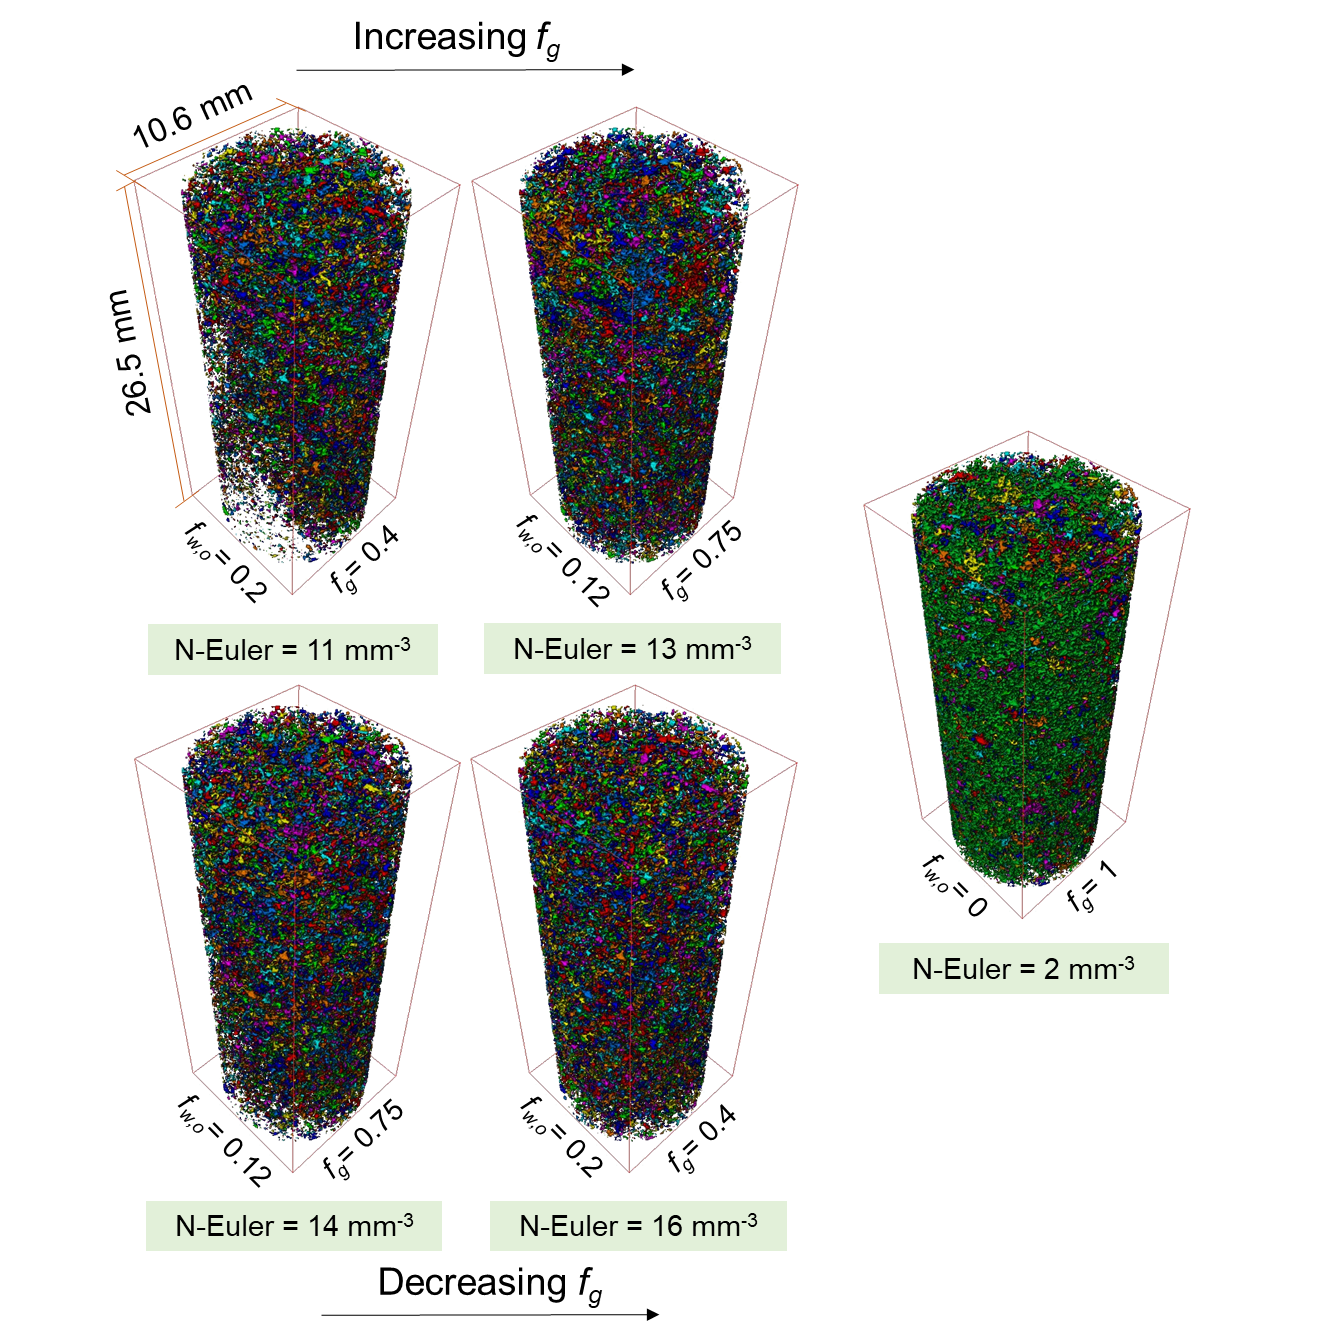 Increasing fg
10.6 mm
26.5 mm
fw,o = 0.2
fg= 0.4
fw,o = 0.12
fg= 0.75
N-Euler = 11 mm-3
N-Euler = 13 mm-3
fw,o = 0
fg= 1
N-Euler = 2 mm-3
fw,o = 0.12
fg= 0.75
fw,o = 0.2
fg= 0.4
N-Euler = 14 mm-3
N-Euler = 16 mm-3
Decreasing fg